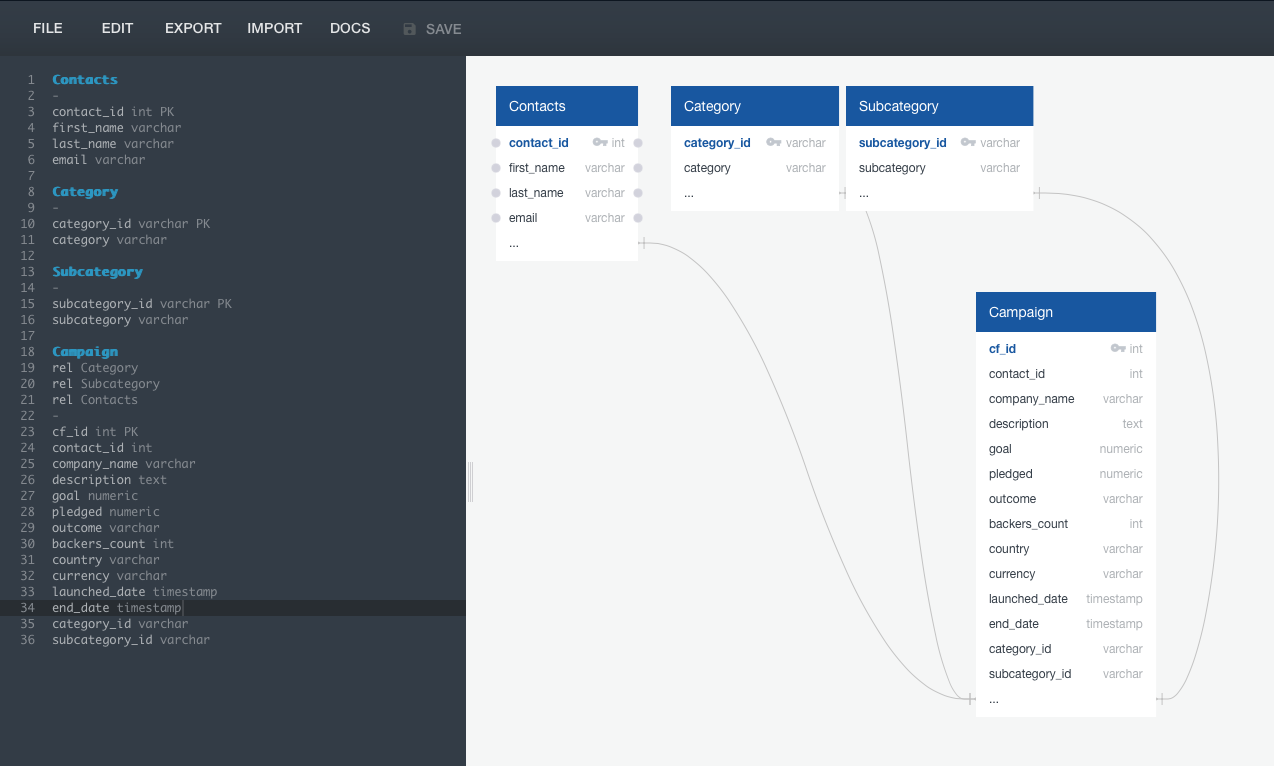 FILE EDIT EXPORT IMPORT DOCS SAVE
1 Contacts
2 -
3 contact_id int PK
4 first_name varchar
5 last_name varchar
6 email varchar
7
8 Category
9 -
10 category_id varchar PK
11 category varchar
12
13 Subcategory
14 -
15 subcategory_id varchar PK
16 subcategory varchar
17
18 Campaign
19 rel Category
20 rel Subcategory
21 rel Contacts
22 -
23 cf_id int PK
24 contact_id int
25 company_name varchar
26 description text
27 goal numeric
28 pledged numeric
29 outcome varchar
30 backers_count int
31 country varchar
32 currency varchar
33 launched_date timestamp
34 end_date timestamp
35 category_id varchar
36 subcategory_id varchar
Contacts
contact_id int
first_name varchar
last_name varchar
email varchar
...
Category
category_id varchar
category varchar
...
Subcategory
subcategory_id varchar
subcategory varchar
...
Campaign
cf_id int
contact_id int
company_name varchar
description text
goal numeric
pledged numeric
outcome varchar
backers_count int
country varchar
currency varchar
launched_date timestamp
end_date timestamp
category_id varchar
subcategory_id varchar
...